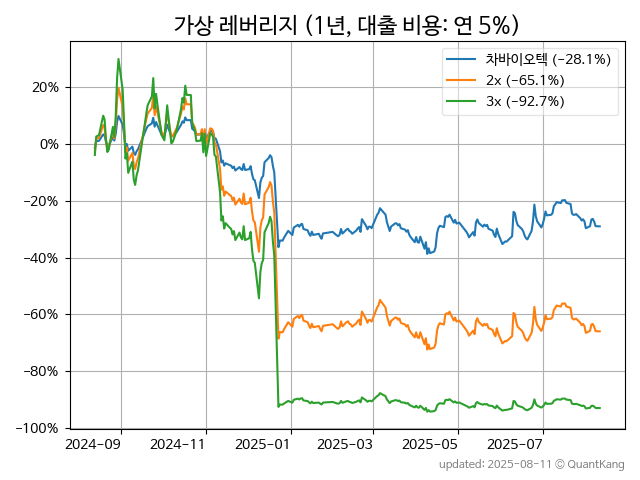 가상 레버리지 (1년, 대출 비용: 연 5%)
차바이오텍 (−28.1%)
2x (−65.1%)
3x (−92.7%)
20%
0%
−20%
−40%
−60%
−80%
−100%
2024-09
2024-11
2025-01
2025-03
2025-05
2025-07
updated: 2025-08-11 © QuantKang